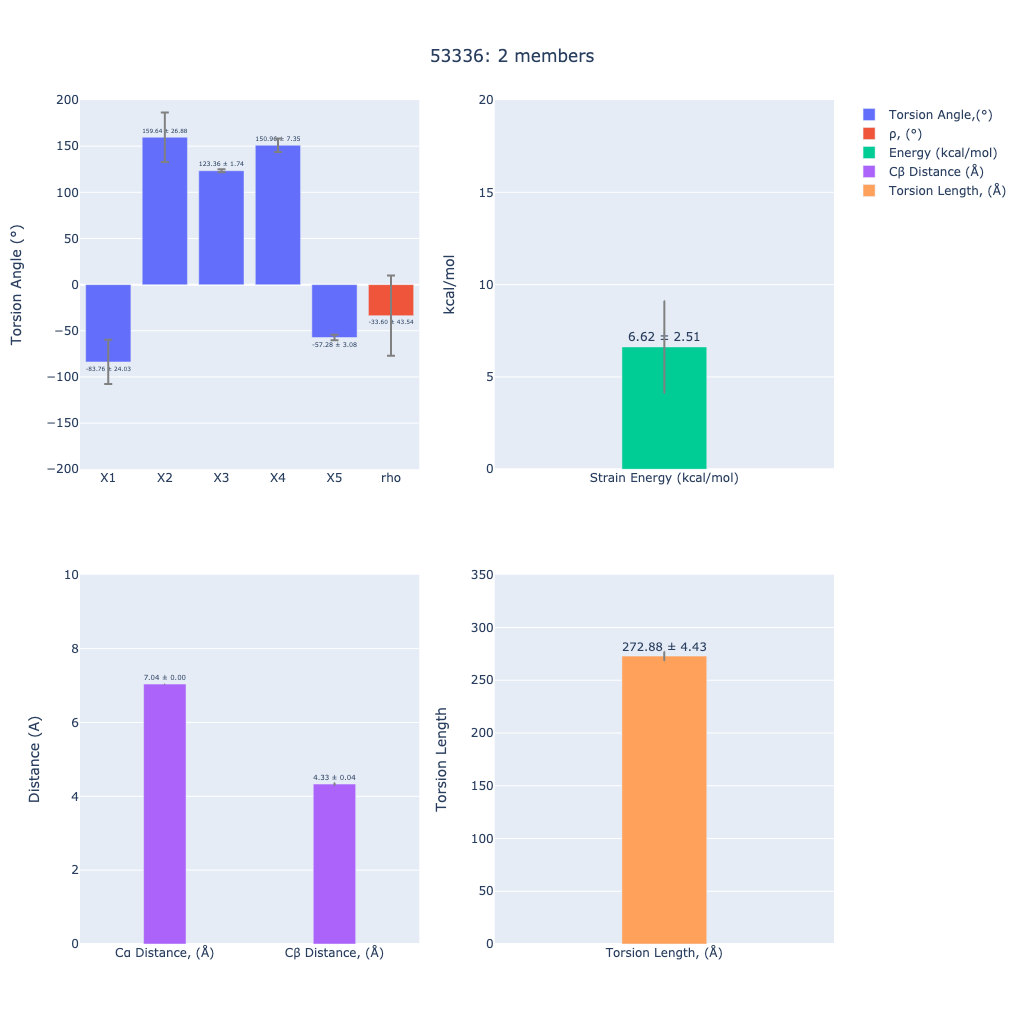 53336: 2 members
200
150
100
50
0
−50
−100
−150
−200
Torsion Angle (°)
159.64 ± 26.88
150.96 ± 7.35
123.36 ± 1.74
-33.60 ± 43.54
-57.28 ± 3.08
-83.76 ± 24.03
X1 X2 X3 X4 X5 rho
20
15
10
5
0
kcal/mol
6.62 ± 2.51
Strain Energy (kcal/mol)
Torsion Angle,(°)
ρ, (°)
Energy (kcal/mol)
Cβ Distance (Å)
Torsion Length, (Å)
10
8
6
4
2
0
Distance (A)
7.04 ± 0.00
4.33 ± 0.04
Cα Distance, (Å) Cβ Distance, (Å)
350
300
250
200
150
100
50
0
Torsion Length
272.88 ± 4.43
Torsion Length, (Å)